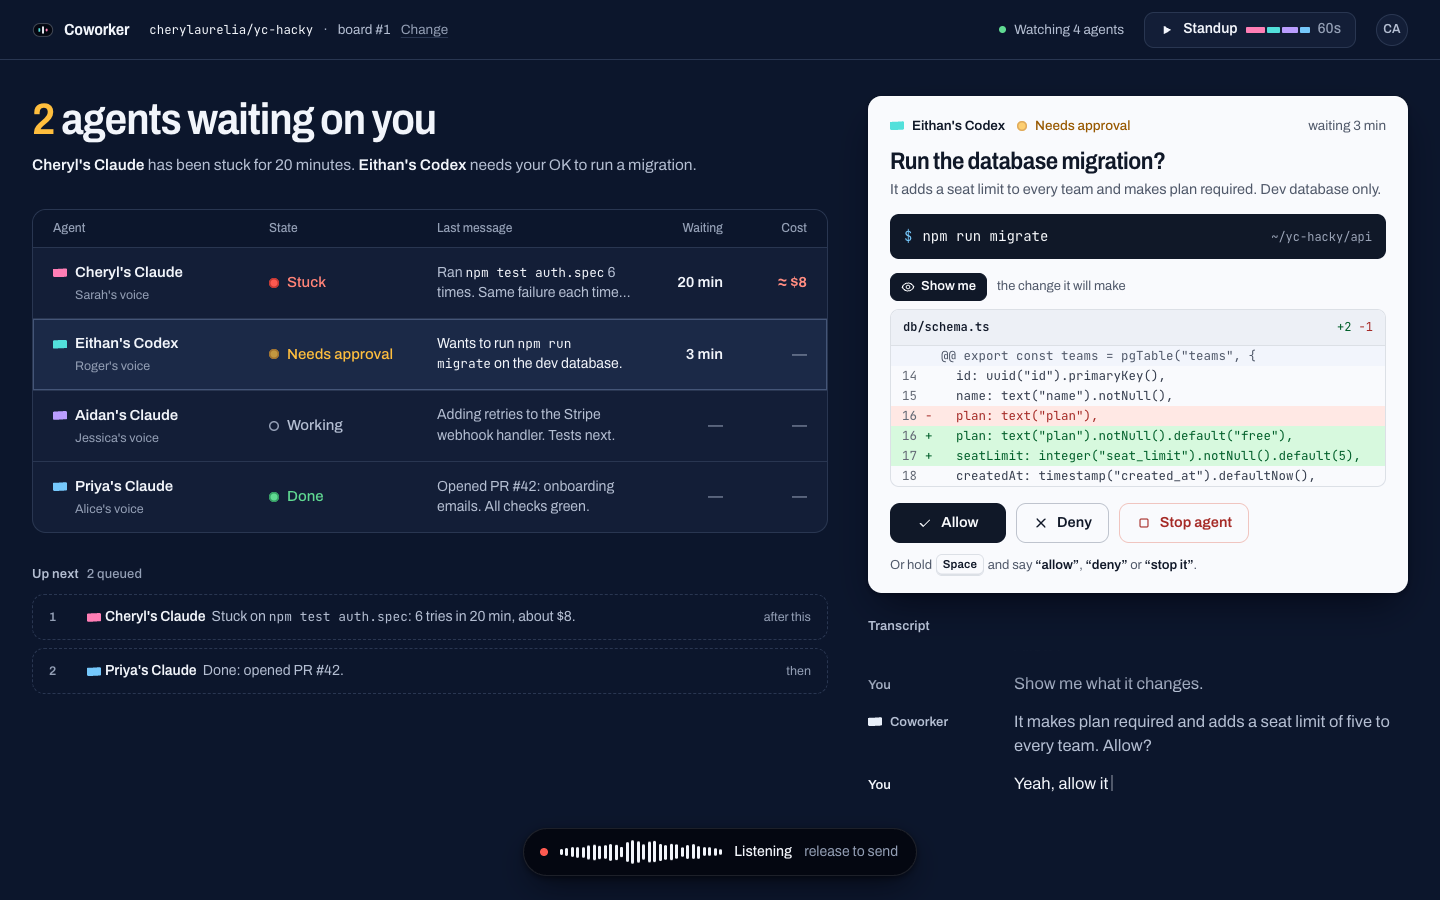 Coworker cherylaurelia/yc-hacky · board #1 Change
Watching 4 agents
Standup 60s
CA
2 agents waiting on you
Cheryl's Claude has been stuck for 20 minutes. Eithan's Codex needs your OK to run a migration.
Agent State Last message Waiting Cost
Cheryl's Claude
Sarah's voice
Stuck
Ran npm test auth.spec 6
times. Same failure each time…
20 min
≈ $8
Eithan's Codex
Roger's voice
Needs approval
Wants to run npm run
migrate on the dev database.
3 min
—
Aidan's Claude
Jessica's voice
Working
Adding retries to the Stripe
webhook handler. Tests next.
—
—
Priya's Claude
Alice's voice
Done
Opened PR #42: onboarding
emails. All checks green.
—
—
Up next 2 queued
1 Cheryl's Claude Stuck on npm test auth.spec: 6 tries in 20 min, about $8. after this
2 Priya's Claude Done: opened PR #42. then
Eithan's Codex Needs approval waiting 3 min
Run the database migration?
It adds a seat limit to every team and makes plan required. Dev database only.
$ npm run migrate ~/yc-hacky/api
Show me the change it will make
db/schema.ts +2 -1
@@ export const teams = pgTable("teams", {
14 id: uuid("id").primaryKey(),
15 name: text("name").notNull(),
16 - plan: text("plan"),
16 + plan: text("plan").notNull().default("free"),
17 + seatLimit: integer("seat_limit").notNull().default(5),
18 createdAt: timestamp("created_at").defaultNow(),
Allow Deny Stop agent
Or hold Space and say “allow”, “deny” or “stop it”.
Transcript
You Show me what it changes.
Coworker It makes plan required and adds a seat limit of five to
every team. Allow?
You Yeah, allow it
Listening release to send